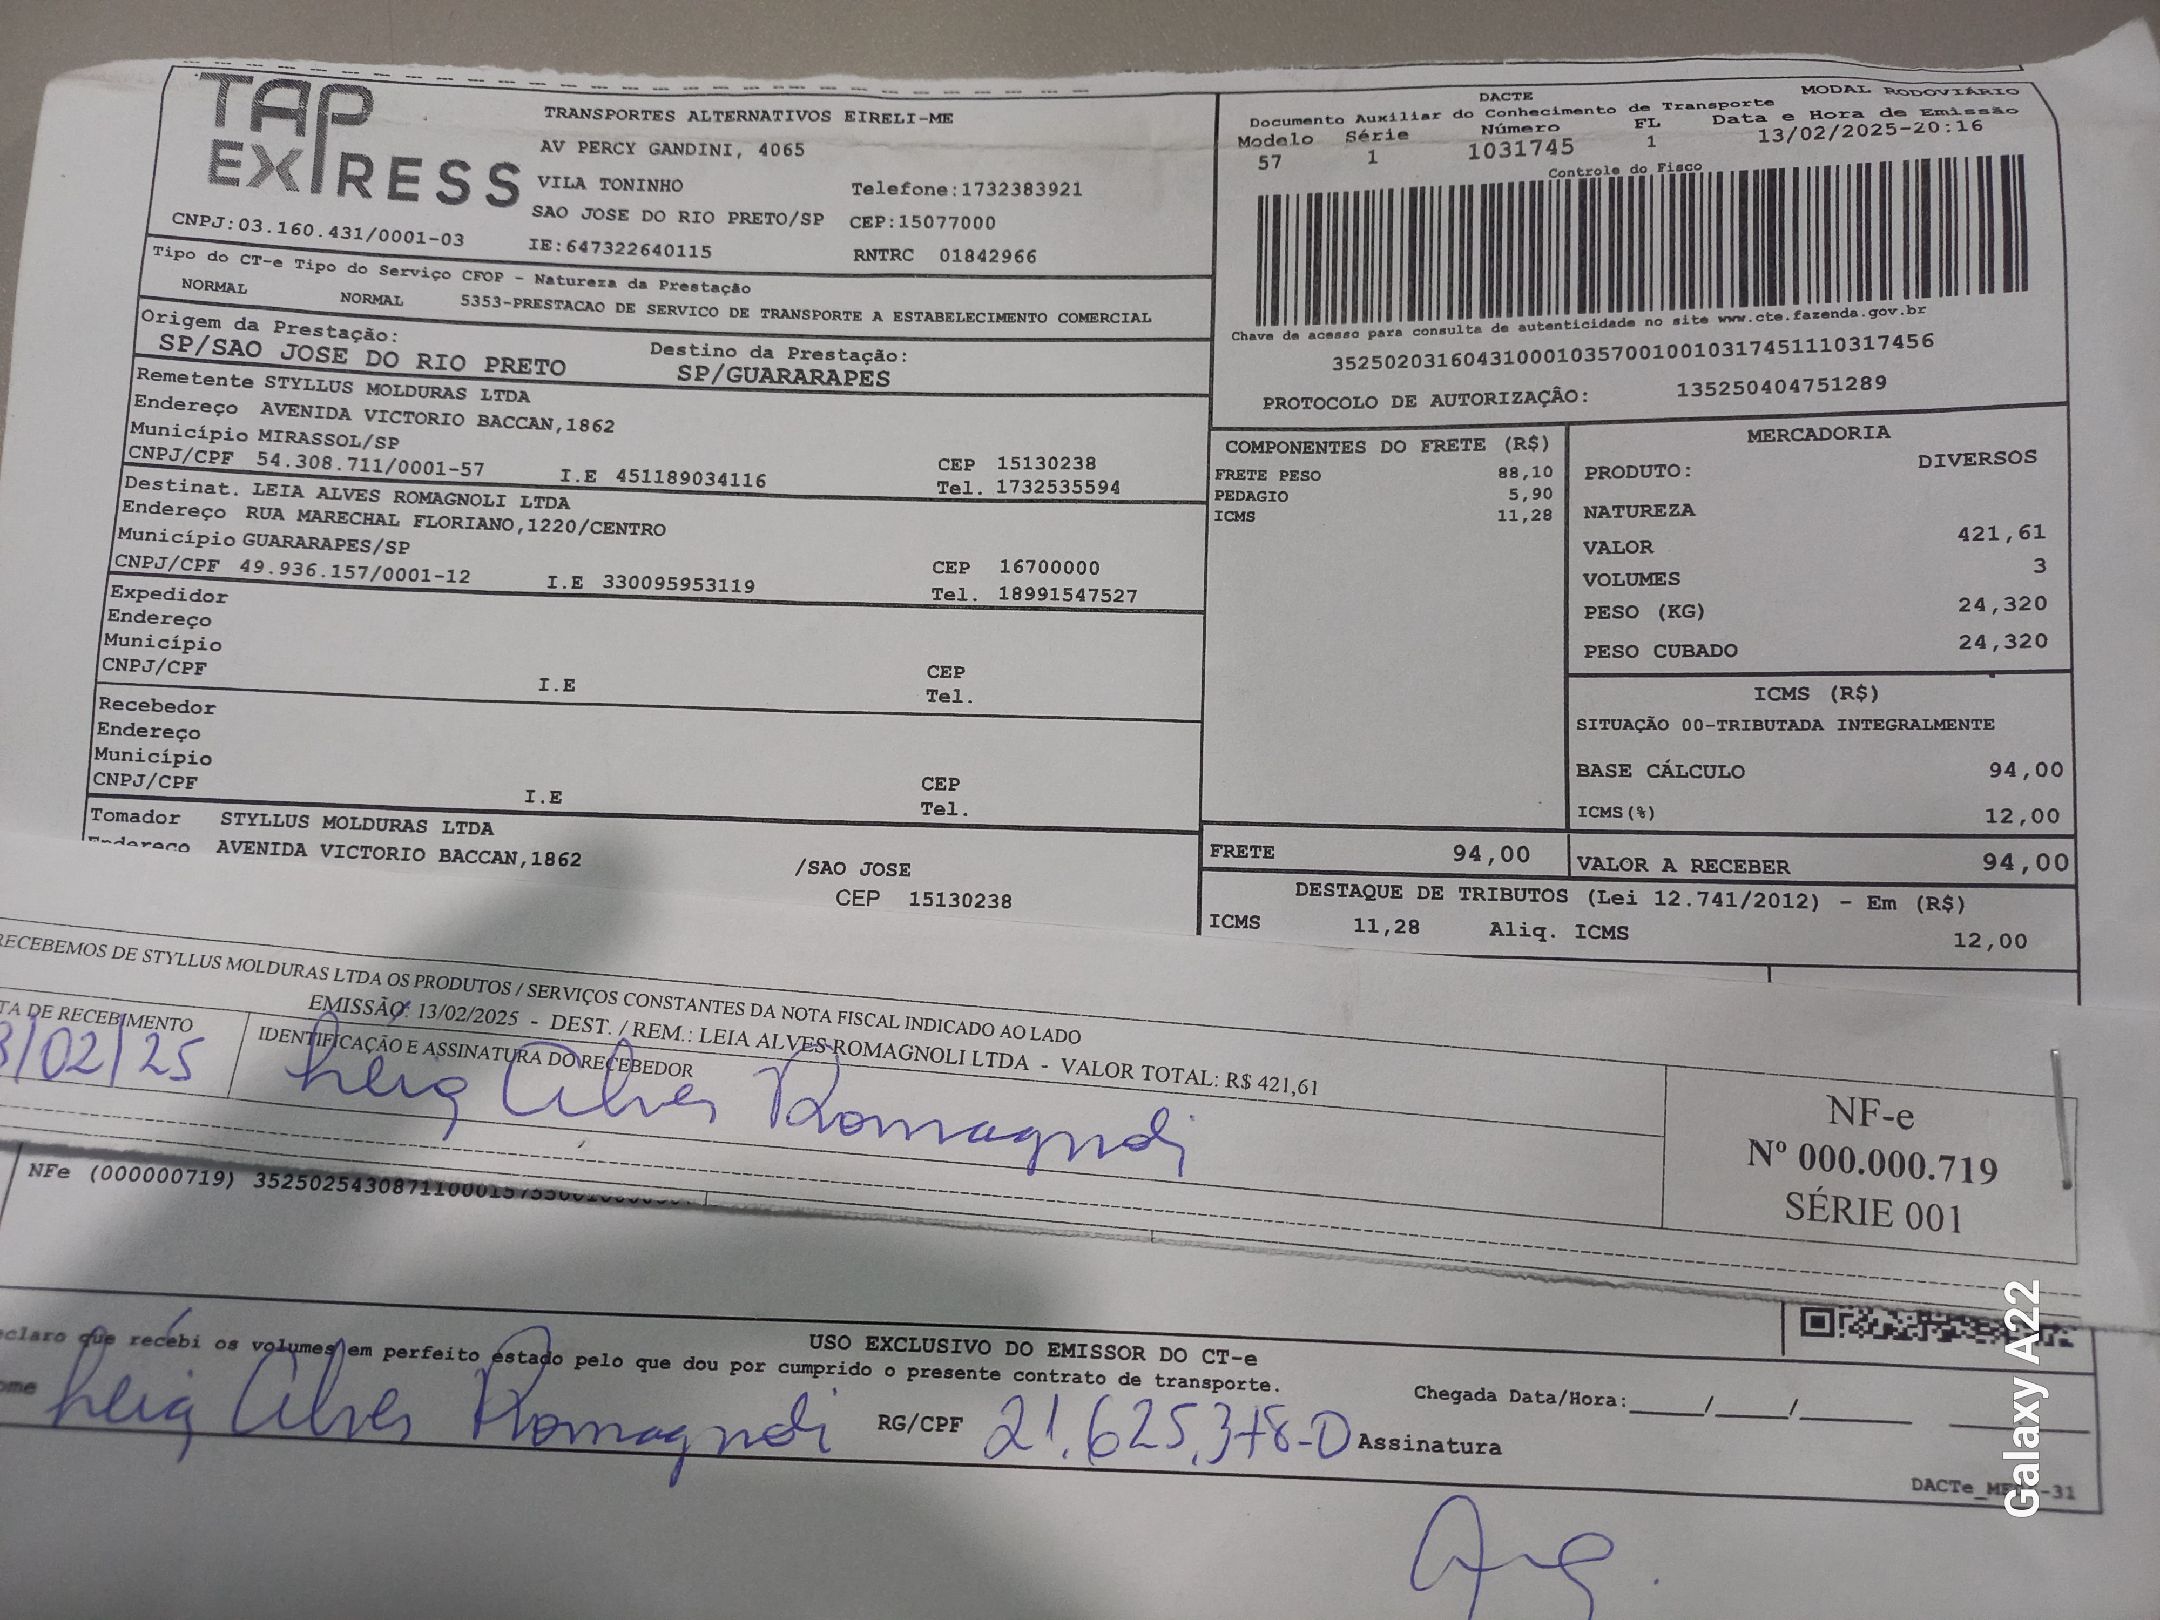 TAP EXPRESS
TRANSPORTES ALTERNATIVOS EIRELI-ME
AV PERCY GANDINI, 4065
VILA TONINHO Telefone:1732383921
SAO JOSE DO RIO PRETO/SP CEP:15077000
CNPJ:03.160.431/0001-03 IE:647322640115 RNTRC 01842966
DACTE MODAL RODOVIÁRIO
Documento Auxiliar do Conhecimento de Transporte
Modelo Série Número FL Data e Hora de Emissão
57 1 1031745 1 13/02/2025-20:16
Controle do Fisco
Chave de acesso para consulta de autenticidade no site www.cte.fazenda.gov.br
35250203160431000103570010010317451110317456
PROTOCOLO DE AUTORIZAÇÃO: 135250404751289
Tipo do CT-e Tipo do Serviço CFOP - Natureza da Prestação
NORMAL NORMAL 5353-PRESTACAO DE SERVICO DE TRANSPORTE A ESTABELECIMENTO COMERCIAL
Origem da Prestação: Destino da Prestação:
SP/SAO JOSE DO RIO PRETO SP/GUARARAPES
Remetente STYLLUS MOLDURAS LTDA
Endereço AVENIDA VICTORIO BACCAN,1862
Município MIRASSOL/SP CEP 15130238
CNPJ/CPF 54.308.711/0001-57 I.E 451189034116 Tel. 1732535594
Destinat. LEIA ALVES ROMAGNOLI LTDA
Endereço RUA MARECHAL FLORIANO,1220/CENTRO
Município GUARARAPES/SP CEP 16700000
CNPJ/CPF 49.936.157/0001-12 I.E 330095953119 Tel. 18991547527
Expedidor
Endereço
Município CEP
CNPJ/CPF I.E Tel.
Recebedor
Endereço
Município CEP
CNPJ/CPF I.E Tel.
Tomador STYLLUS MOLDURAS LTDA
Endereço AVENIDA VICTORIO BACCAN,1862 /SAO JOSE
CEP 15130238
COMPONENTES DO FRETE (R$)
FRETE PESO 88,10
PEDAGIO 5,90
ICMS 11,28
FRETE 94,00
MERCADORIA
PRODUTO: DIVERSOS
NATUREZA
VALOR 421,61
VOLUMES 3
PESO (KG) 24,320
PESO CUBADO 24,320
ICMS (R$)
SITUAÇÃO 00-TRIBUTADA INTEGRALMENTE
BASE CÁLCULO 94,00
ICMS(%) 12,00
VALOR A RECEBER 94,00
DESTAQUE DE TRIBUTOS (Lei 12.741/2012) - Em (R$)
ICMS 11,28 Aliq. ICMS 12,00
RECEBEMOS DE STYLLUS MOLDURAS LTDA OS PRODUTOS / SERVIÇOS CONSTANTES DA NOTA FISCAL INDICADO AO LADO
EMISSÃO: 13/02/2025 - DEST. / REM.: LEIA ALVES ROMAGNOLI LTDA - VALOR TOTAL: R$ 421,61
TA DE RECEBIMENTO IDENTIFICAÇÃO E ASSINATURA DO RECEBEDOR
/02/25 Leia Alves Romagnoli
NF-e
Nº 000.000.719
SÉRIE 001
NFe (000000719)
USO EXCLUSIVO DO EMISSOR DO CT-e
claro que recebi os volumes em perfeito estado pelo que dou por cumprido o presente contrato de transporte.
ome Leia Alves Romagnoli RG/CPF 21.625.378-0 Assinatura
Chegada Data/Hora:____/____/____
Galaxy A22